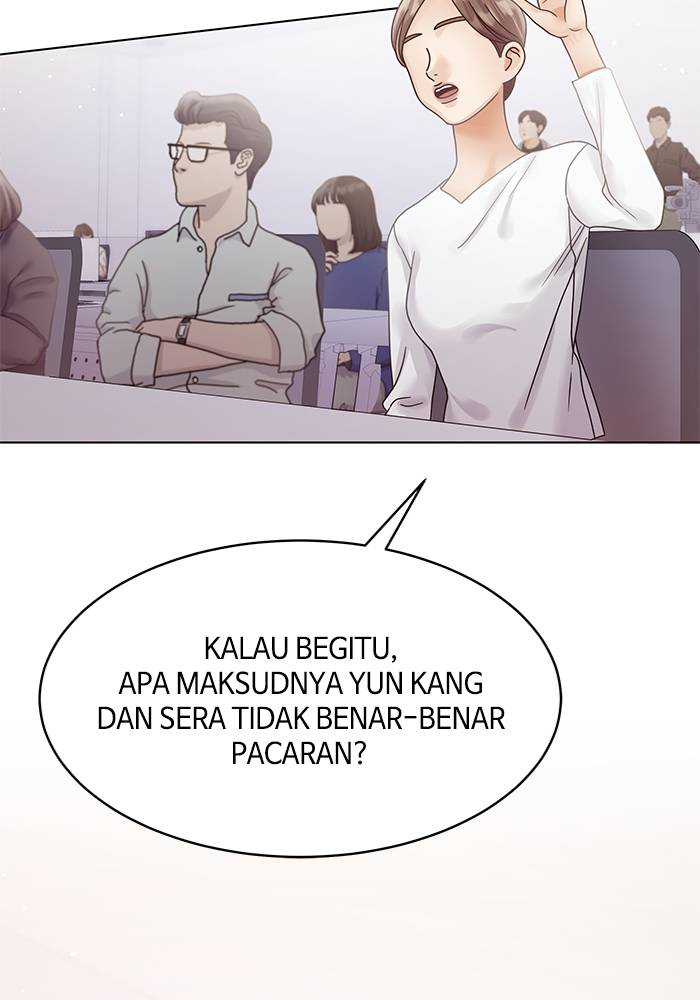 KALAU BEGITU,
APA MAKSUDNYA YUN KANG
DAN SERA TIDAK BENAR-BENAR
PACARAN?